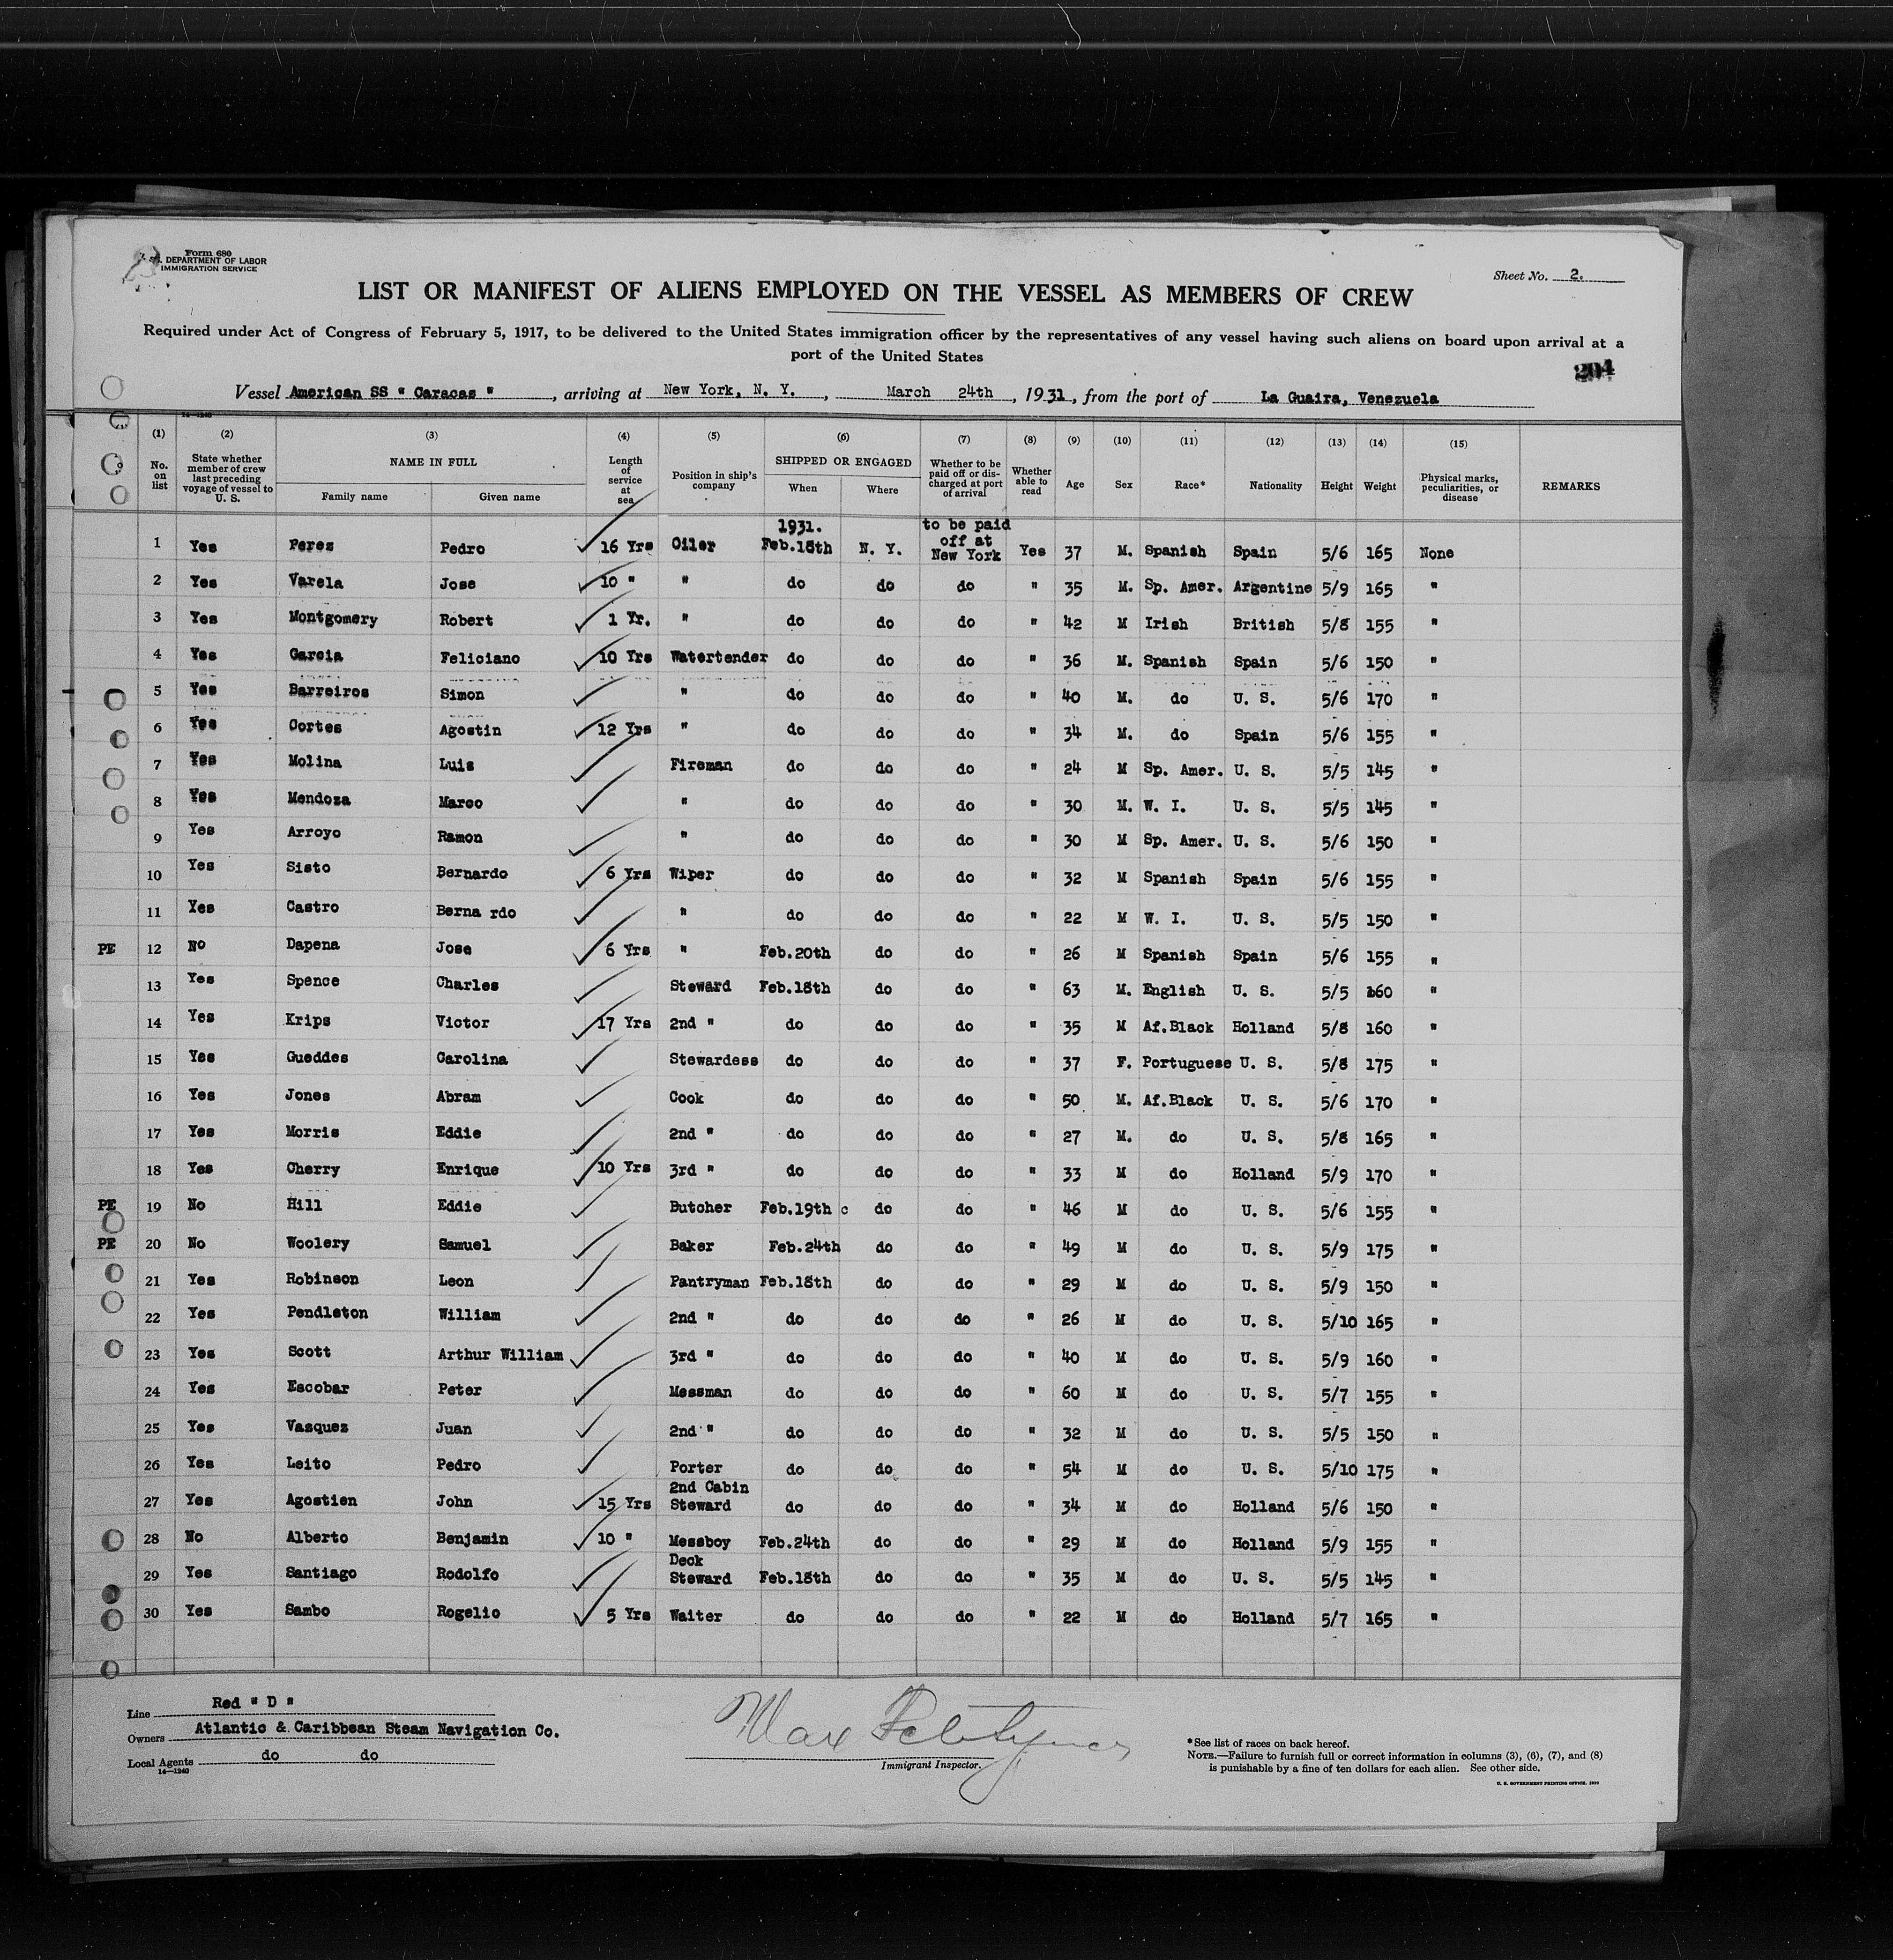 Form 680
U. S. DEPARTMENT OF LABOR
IMMIGRATION SERVICE
Sheet No. 2.
LIST OR MANIFEST OF ALIENS EMPLOYED ON THE VESSEL AS MEMBERS OF CREW
Required under Act of Congress of February 5, 1917, to be delivered to the United States immigration officer by the representatives of any vessel having such aliens on board upon arrival at a
port of the United States
204
Vessel American SS " Caracas " , arriving at New York, N. Y. , March 24th , 1931 , from the port of La Guaira, Venezuela
14-1240
(1) (2) (3) (4) (5) (6) (7) (8) (9) (10) (11) (12) (13) (14) (15)
No. on list State whether member of crew last preceding voyage of vessel to U. S. NAME IN FULL Family name Given name Length of service at sea Position in ship's company SHIPPED OR ENGAGED When Where Whether to be paid off or discharged at port of arrival Whether able to read Age Sex Race* Nationality Height Weight Physical marks, peculiarities, or disease REMARKS
1931. to be paid
1 Yes Perez Pedro 16 Yrs Oiler Feb.18th N. Y. off at New York Yes 37 M. Spanish Spain 5/6 165 None
2 Yes Varela Jose 10 " " do do do " 35 M. Sp. Amer. Argentine 5/9 165 "
3 Yes Montgomery Robert 1 Yr. " do do do " 42 M Irish British 5/8 155 "
4 Yes Garcia Feliciano 10 Yrs Watertender do do do " 36 M. Spanish Spain 5/6 150 "
5 Yes Barreiros Simon " do do do " 40 M. do U. S. 5/6 170 "
6 Yes Cortes Agostin 12 Yrs " do do do " 34 M. do Spain 5/6 155 "
7 Yes Molina Luis Fireman do do do " 24 M Sp. Amer. U. S. 5/5 145 "
8 Yes Mendoza Marco " do do do " 30 M. W. I. U. S. 5/5 145 "
9 Yes Arroyo Ramon " do do do " 30 M Sp. Amer. U. S. 5/6 150 "
10 Yes Sisto Bernardo 6 Yrs Wiper do do do " 32 M Spanish Spain 5/6 155 "
11 Yes Castro Berna rdo " do do do " 22 M W. I. U. S. 5/5 150 "
PE 12 No Dapena Jose 6 Yrs " Feb.20th do do " 26 M Spanish Spain 5/6 155 "
13 Yes Spence Charles Steward Feb.18th do do " 63 M. English U. S. 5/5 160 "
14 Yes Krips Victor 17 Yrs 2nd " do do do " 35 M Af.Black Holland 5/8 160 "
15 Yes Gueddes Carolina Stewardess do do do " 37 F. Portuguese U. S. 5/8 175 "
16 Yes Jones Abram Cook do do do " 50 M. Af.Black U. S. 5/6 170 "
17 Yes Morris Eddie 2nd " do do do " 27 M. do U. S. 5/8 165 "
18 Yes Cherry Enrique 10 Yrs 3rd " do do do " 33 M do Holland 5/9 170 "
PE 19 No Hill Eddie Butcher Feb.19th c do do " 46 M do U. S. 5/6 155 "
PE 20 No Woolery Samuel Baker Feb.24th do do " 49 M do U. S. 5/9 175 "
21 Yes Robinson Leon Pantryman Feb.18th do do " 29 M do U. S. 5/9 150 "
22 Yes Pendleton William 2nd " do do do " 26 M do U. S. 5/10 165 "
23 Yes Scott Arthur William 3rd " do do do " 40 M do U. S. 5/9 160 "
24 Yes Escobar Peter Messman do do do " 60 M do U. S. 5/7 155 "
25 Yes Vazquez Juan 2nd " do do do " 32 M do U. S. 5/5 150 "
26 Yes Leito Pedro Porter do do do " 54 M do U. S. 5/10 175 "
27 Yes Agostien John 15 Yrs 2nd Cabin Steward do do do " 34 M do Holland 5/6 150 "
28 No Alberto Benjamin 10 " Messboy Feb.24th do do " 29 M do Holland 5/9 155 "
29 Yes Santiago Rodolfo Deck Steward Feb.18th do do " 35 M do U. S. 5/5 145 "
30 Yes Sambo Rogelio 5 Yrs Waiter do do do " 22 M do Holland 5/7 165 "
Line Red " D "
Owners Atlantic & Caribbean Steam Navigation Co.
Local Agents do do
14-1240
Max
Immigrant Inspector.
*See list of races on back hereof.
NOTE.—Failure to furnish full or correct information in columns (3), (6), (7), and (8)
is punishable by a fine of ten dollars for each alien. See other side.
U. S. GOVERNMENT PRINTING OFFICE.